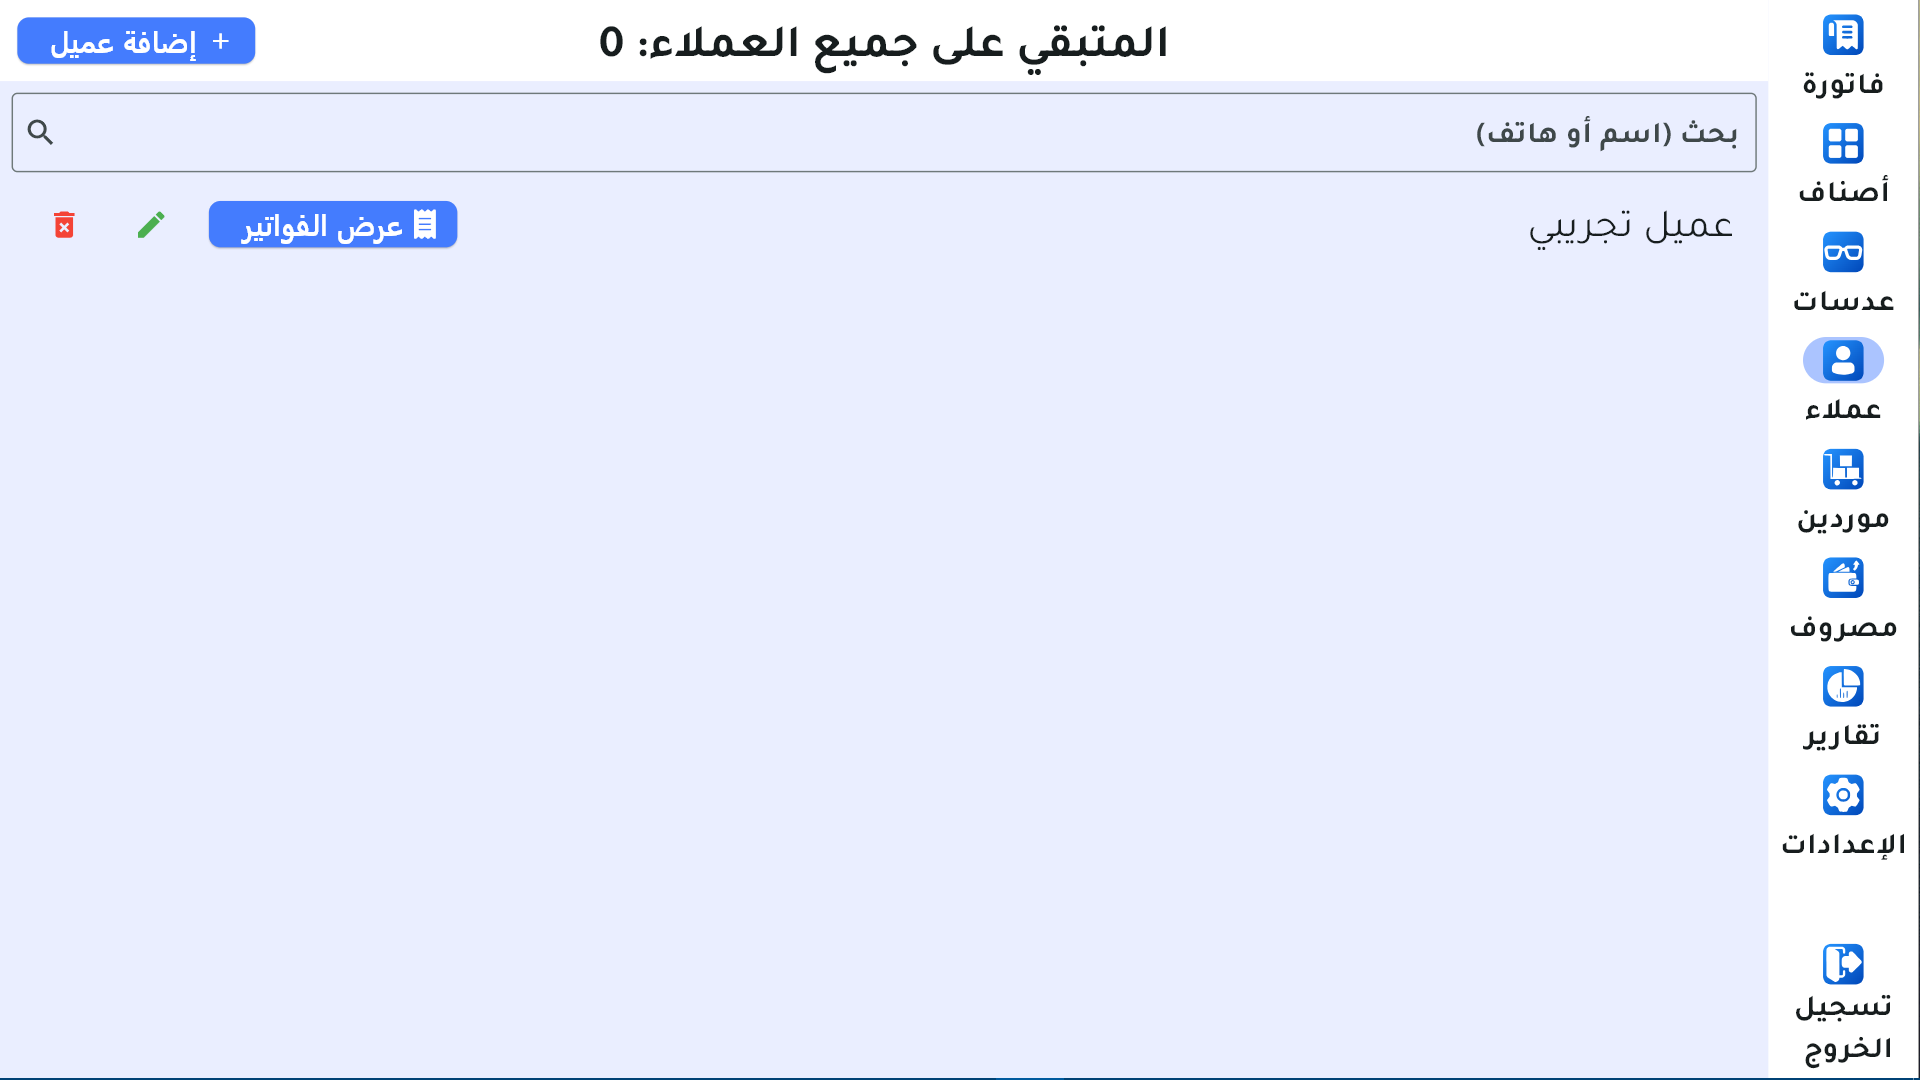 المتبقي على جميع العملاء: 0
+ إضافة عميل
بحث (اسم أو هاتف)
عميل تجريبي
عرض الفواتير
فاتورة
أصناف
عدسات
عملاء
موردين
مصروف
تقارير
الإعدادات
تسجيل
الخروج